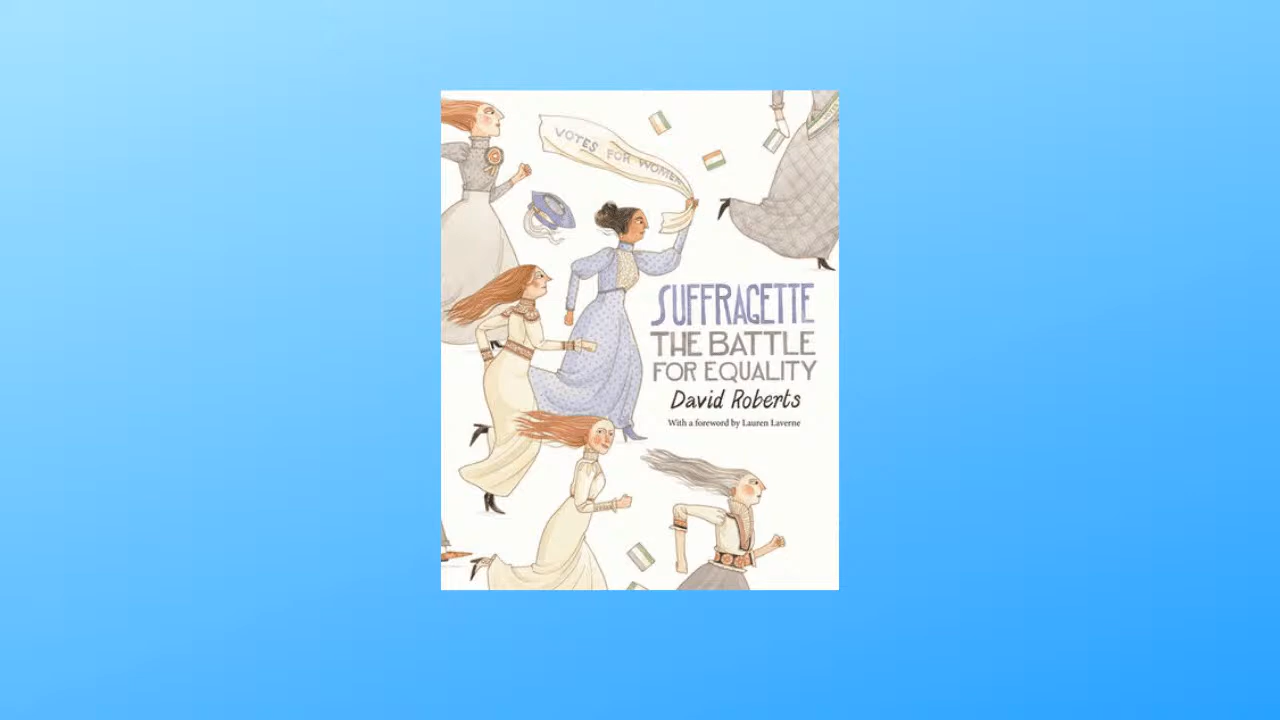 VOTES FOR WOMEN
SUFFRAGETTE
THE BATTLE
FOR EQUALITY
David Roberts
With a foreword by Lauren Laverne